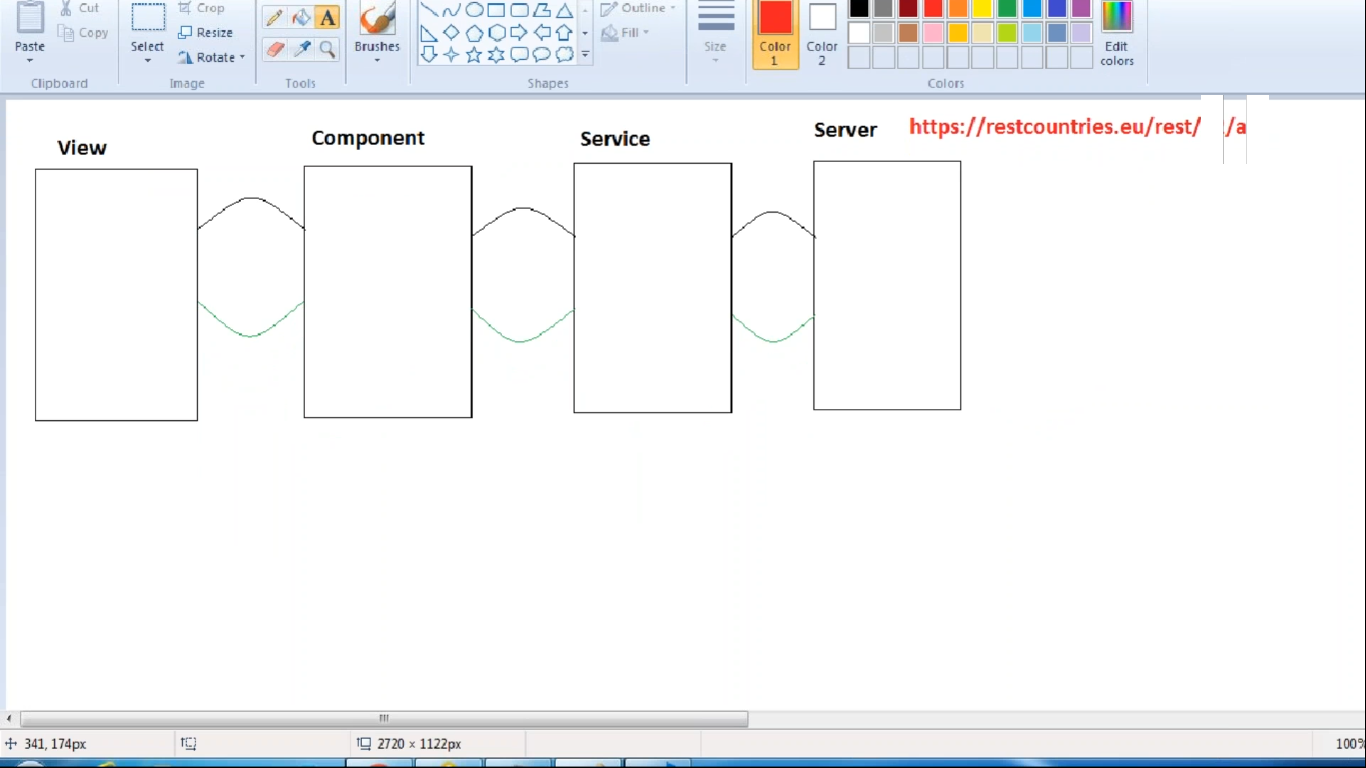 Cut
Crop
Paste
Copy
Select
Resize
Rotate
Brushes
Outline
Fill
Size
Color
1
Color
2
Edit
colors
Clipboard
Image
Tools
Shapes
Colors
View
Component
Service
Server
https://restcountries.eu/rest/ /a
341, 174px
2720 × 1122px
100%